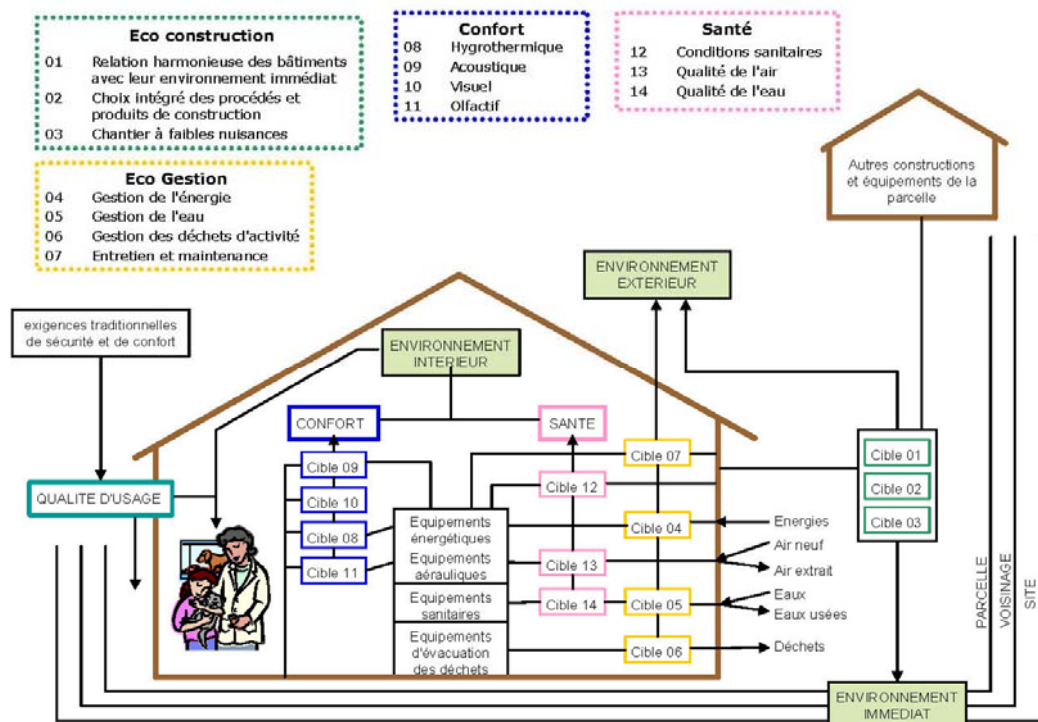 Eco construction
01 Relation harmonieuse des bâtiments
avec leur environnement immédiat
02 Choix intégré des procédés et
produits de construction
03 Chantier à faibles nuisances
Confort
08 Hygrothermique
09 Acoustique
10 Visuel
11 Olfactif
Santé
12 Conditions sanitaires
13 Qualité de l'air
14 Qualité de l'eau
Eco Gestion
04 Gestion de l'énergie
05 Gestion de l'eau
06 Gestion des déchets d'activité
07 Entretien et maintenance
Autres constructions
et équipements de la
parcelle
ENVIRONNEMENT
EXTERIEUR
exigences traditionnelles
de sécurité et de confort
ENVIRONNEMENT
INTERIEUR
CONFORT
SANTE
QUALITE D'USAGE
Cible 09
Cible 10
Cible 08
Cible 11
Equipements
énergétiques
Equipements
aérauliques
Equipements
sanitaires
Equipements
d'évacuation
des déchets
Cible 12
Cible 13
Cible 14
Cible 07
Cible 04
Cible 05
Cible 06
Energies
Air neuf
Air extrait
Eaux
Eaux usées
Déchets
Cible 01
Cible 02
Cible 03
PARCELLE
VOISINAGE
SITE
ENVIRONNEMENT
IMMEDIAT